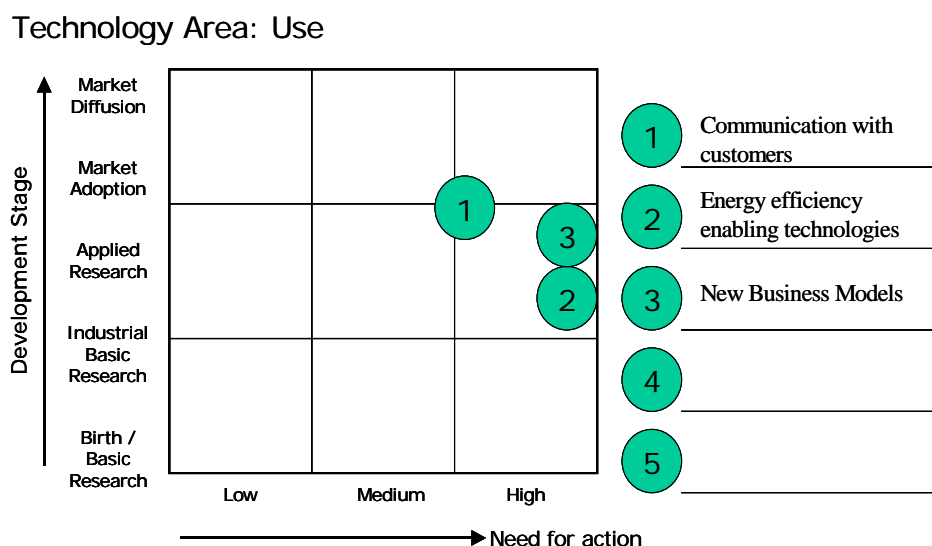 Technology Area: Use
Development Stage
Market
Diffusion
Market
Adoption
Applied
Research
Industrial
Basic
Research
Birth /
Basic
Research
1
3
2
Low
Medium
High
Need for action
1
Communication with
customers
2
Energy efficiency
enabling technologies
3
New Business Models
4
5